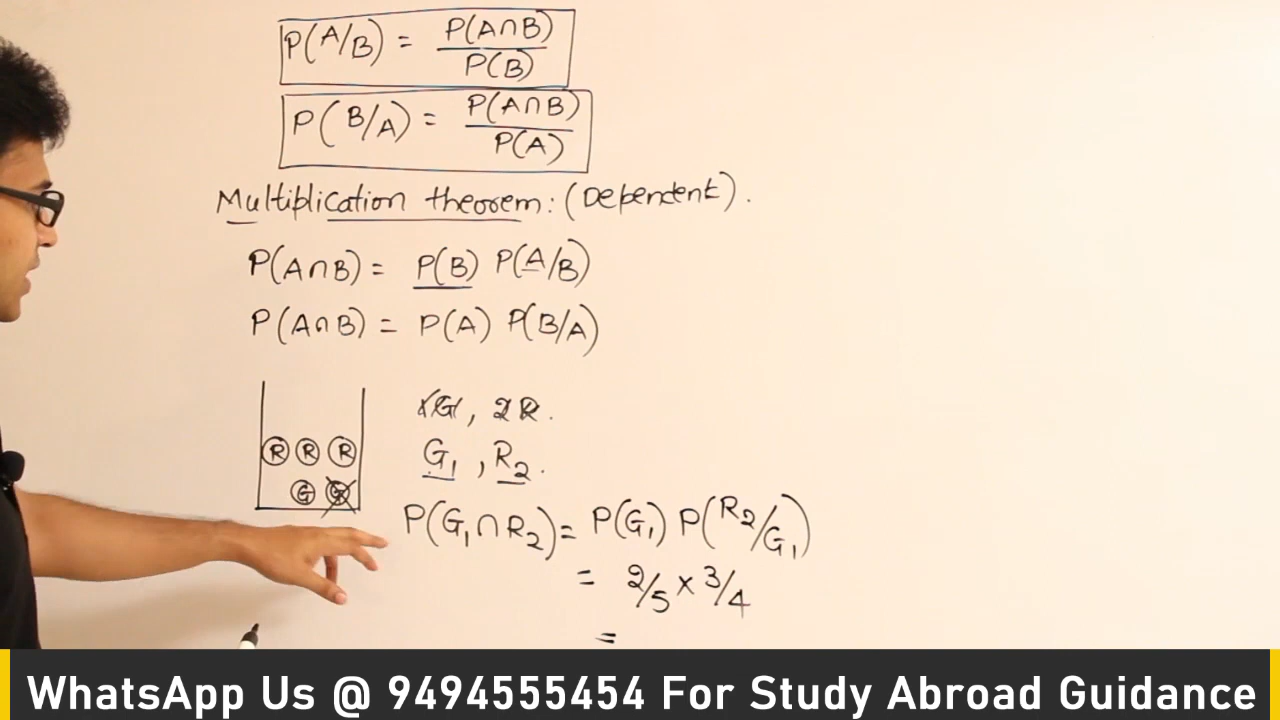 P(A/B) = P(A∩B)/P(B)
P(B/A) = P(A∩B)/P(A)
Multiplication theorem: (Dependent).
P(A∩B) = P(B) P(A/B)
P(A∩B) = P(A) P(B/A)
1G, 2R.
R R R
G₁, R₂.
G G
P(G₁∩R₂) = P(G₁) P(R₂/G₁)
= 2/5 × 3/4
=
WhatsApp Us @ 9494555454 For Study Abroad Guidance